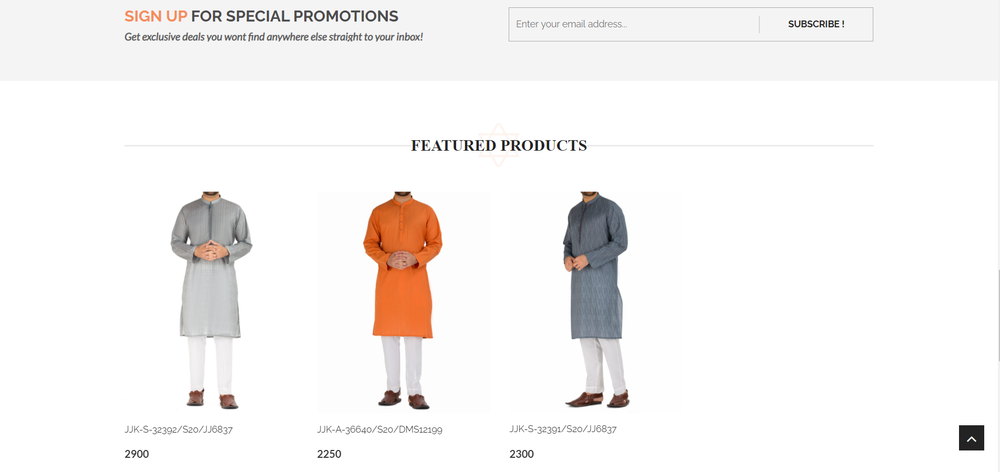 SIGN UP FOR SPECIAL PROMOTIONS
Get exclusive deals you wont find anywhere else straight to your inbox!
Enter your email address...
SUBSCRIBE !
FEATURED PRODUCTS
JJK-S-32392/S20/JJ6837
2900
JJK-A-36640/S20/DMS12199
2250
JJK-S-32391/S20/JJ6837
2300